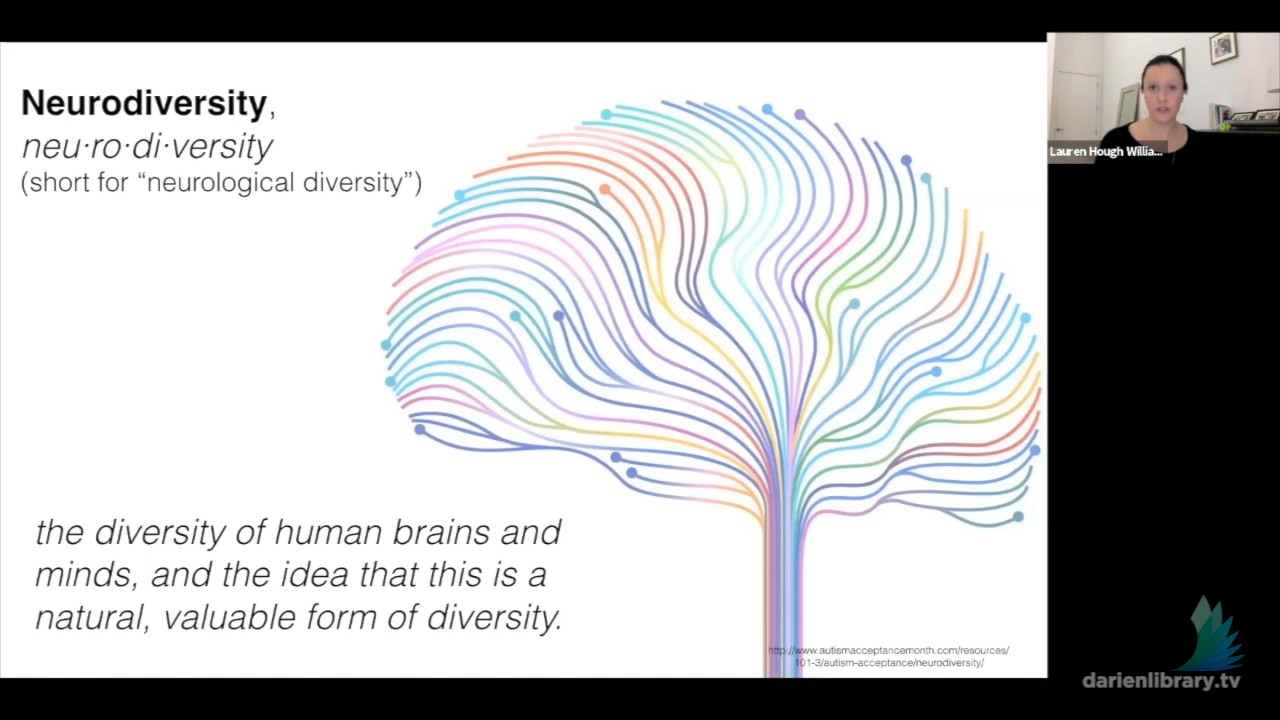 Neurodiversity,
neu·ro·di·versity
(short for “neurological diversity”)
the diversity of human brains and
minds, and the idea that this is a
natural, valuable form of diversity.
http://www.autismacceptancemonth.com/resources/
101-3/autism-acceptance/neurodiversity/
Lauren Hough Willia...
darienlibrary.tv